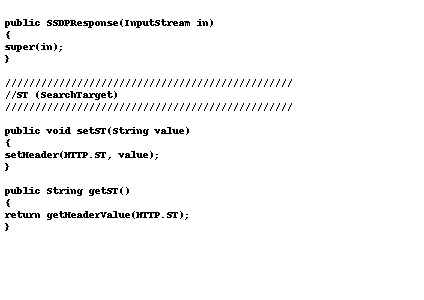 public SSDPResponse(InputStream in)
{
super(in);
}
////////////////////////////////////////////////
//ST (SearchTarget)
////////////////////////////////////////////////
public void setST(String value)
{
setHeader(HTTP.ST, value);
}
public String getST()
{
return getHeaderValue(HTTP.ST);
}